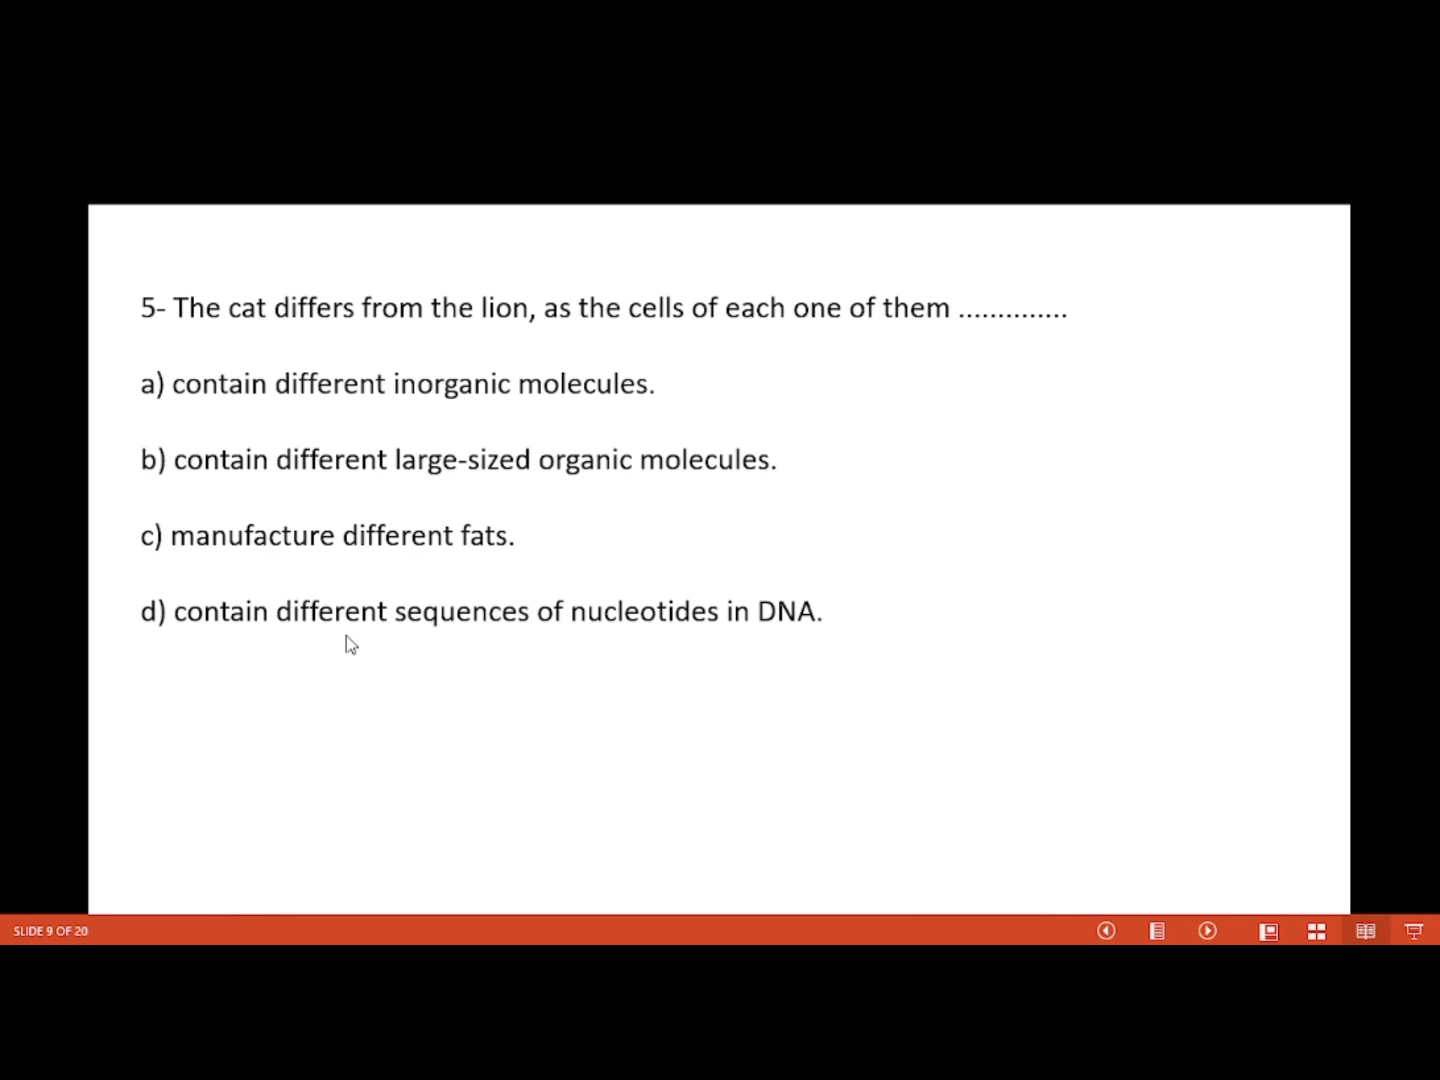 5- The cat differs from the lion, as the cells of each one of them ..............
a) contain different inorganic molecules.
b) contain different large-sized organic molecules.
c) manufacture different fats.
d) contain different sequences of nucleotides in DNA.
SLIDE 9 OF 20